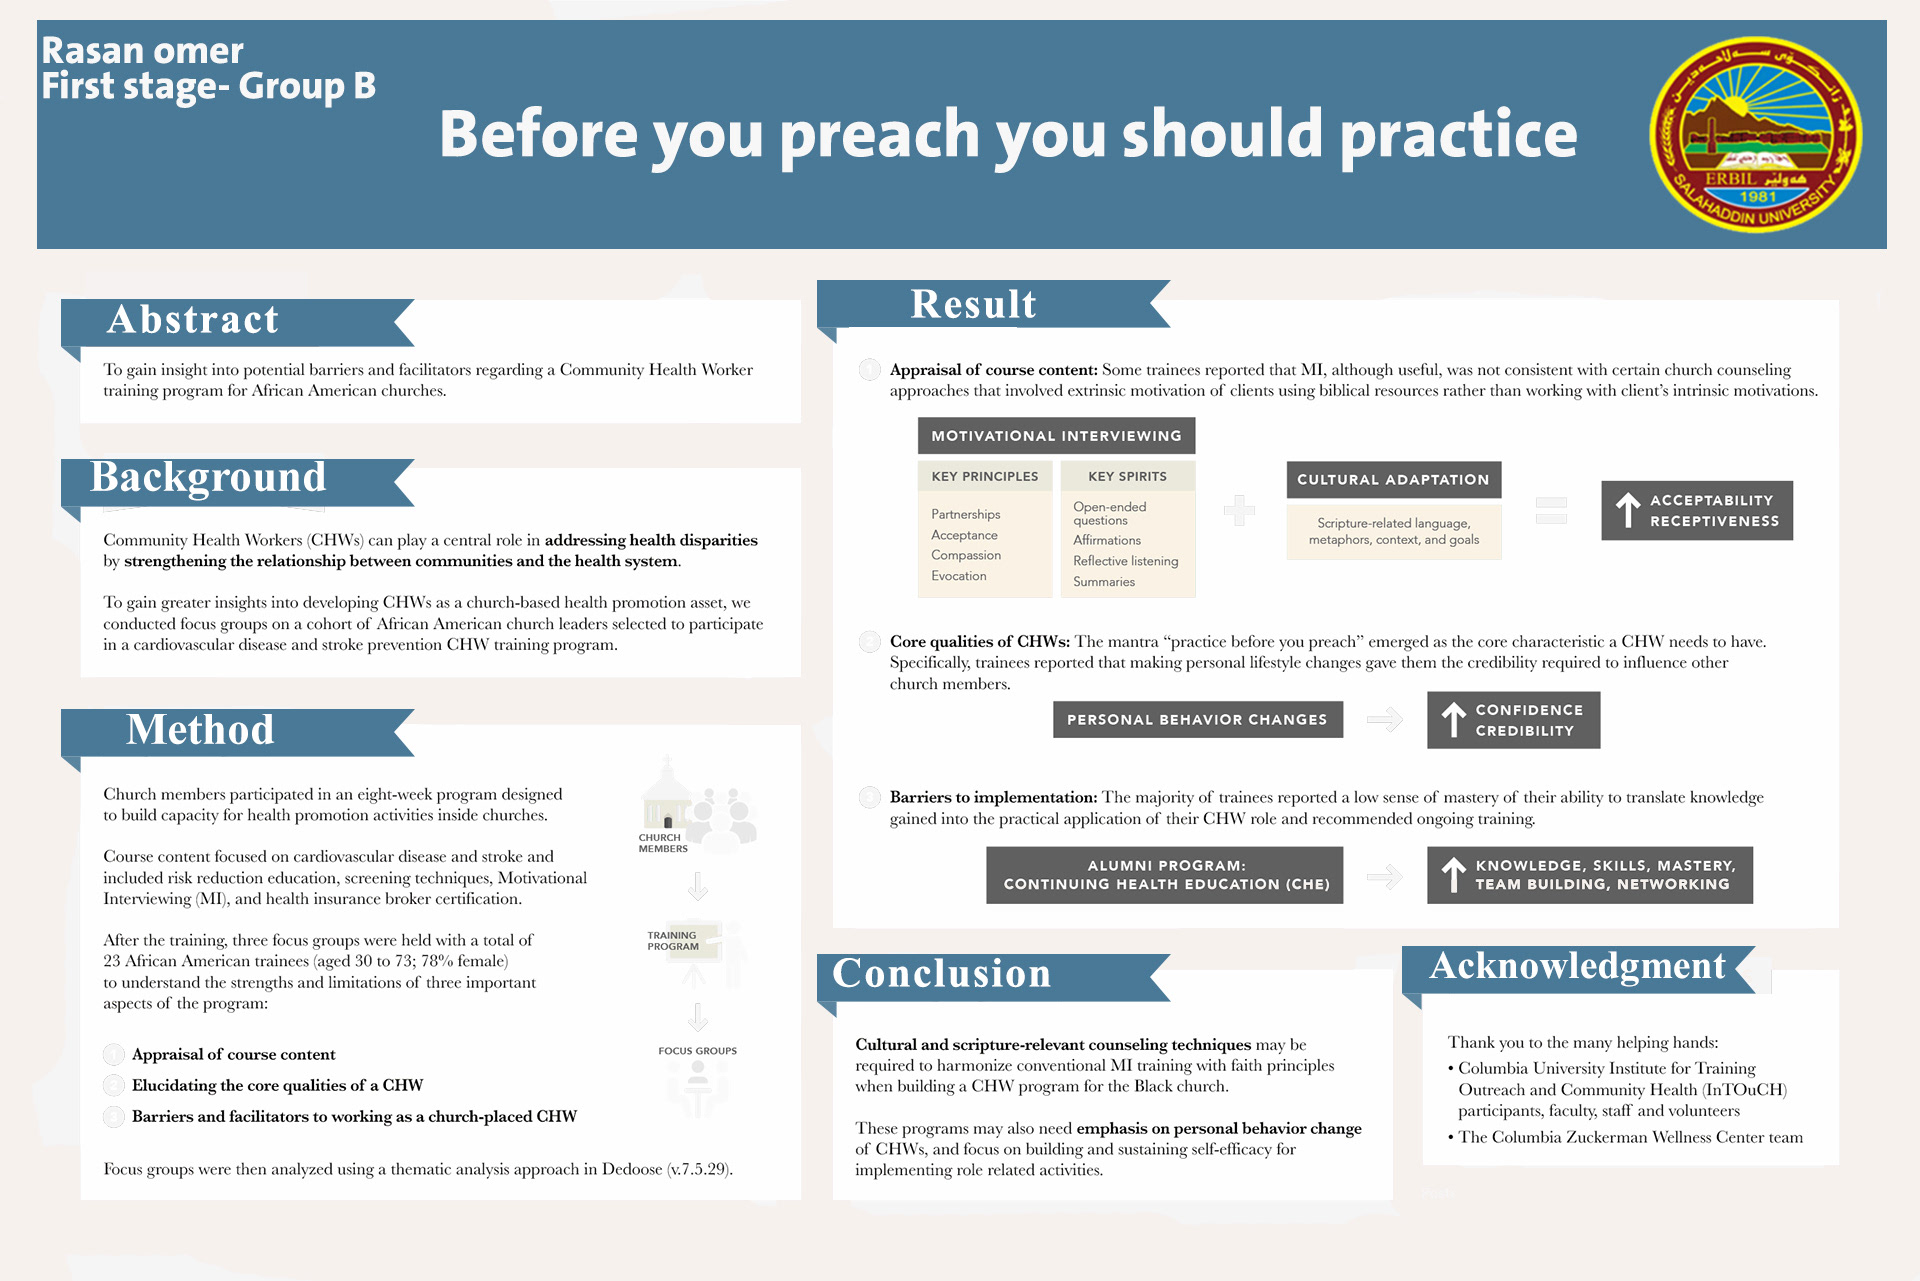 Rasan omer
First stage- Group B
Before you preach you should practice
زانكۆی سەلاحەدین
ERBIL هەولێر
1981
SALAHADDIN UNIVERSITY
Abstract
To gain insight into potential barriers and facilitators regarding a Community Health Worker
training program for African American churches.
Background
Community Health Workers (CHWs) can play a central role in addressing health disparities
by strengthening the relationship between communities and the health system.
To gain greater insights into developing CHWs as a church-based health promotion asset, we
conducted focus groups on a cohort of African American church leaders selected to participate
in a cardiovascular disease and stroke prevention CHW training program.
Method
Church members participated in an eight-week program designed
to build capacity for health promotion activities inside churches.
Course content focused on cardiovascular disease and stroke and
included risk reduction education, screening techniques, Motivational
Interviewing (MI), and health insurance broker certification.
After the training, three focus groups were held with a total of
23 African American trainees (aged 30 to 73; 78% female)
to understand the strengths and limitations of three important
aspects of the program:
1 Appraisal of course content
2 Elucidating the core qualities of a CHW
3 Barriers and facilitators to working as a church-placed CHW
Focus groups were then analyzed using a thematic analysis approach in Dedoose (v.7.5.29).
CHURCH
MEMBERS
TRAINING
PROGRAM
FOCUS GROUPS
Result
1 Appraisal of course content: Some trainees reported that MI, although useful, was not consistent with certain church counseling
approaches that involved extrinsic motivation of clients using biblical resources rather than working with client's intrinsic motivations.
MOTIVATIONAL INTERVIEWING
KEY PRINCIPLES
Partnerships
Acceptance
Compassion
Evocation
KEY SPIRITS
Open-ended
questions
Affirmations
Reflective listening
Summaries
+
CULTURAL ADAPTATION
Scripture-related language,
metaphors, context, and goals
=
↑ ACCEPTABILITY
RECEPTIVENESS
2 Core qualities of CHWs: The mantra “practice before you preach” emerged as the core characteristic a CHW needs to have.
Specifically, trainees reported that making personal lifestyle changes gave them the credibility required to influence other
church members.
PERSONAL BEHAVIOR CHANGES
→
↑ CONFIDENCE
CREDIBILITY
3 Barriers to implementation: The majority of trainees reported a low sense of mastery of their ability to translate knowledge
gained into the practical application of their CHW role and recommended ongoing training.
ALUMNI PROGRAM:
CONTINUING HEALTH EDUCATION (CHE)
→
↑ KNOWLEDGE, SKILLS, MASTERY,
TEAM BUILDING, NETWORKING
Conclusion
Cultural and scripture-relevant counseling techniques may be
required to harmonize conventional MI training with faith principles
when building a CHW program for the Black church.
These programs may also need emphasis on personal behavior change
of CHWs, and focus on building and sustaining self-efficacy for
implementing role related activities.
Acknowledgment
Thank you to the many helping hands:
• Columbia University Institute for Training
Outreach and Community Health (InTOuCH)
participants, faculty, staff and volunteers
• The Columbia Zuckerman Wellness Center team